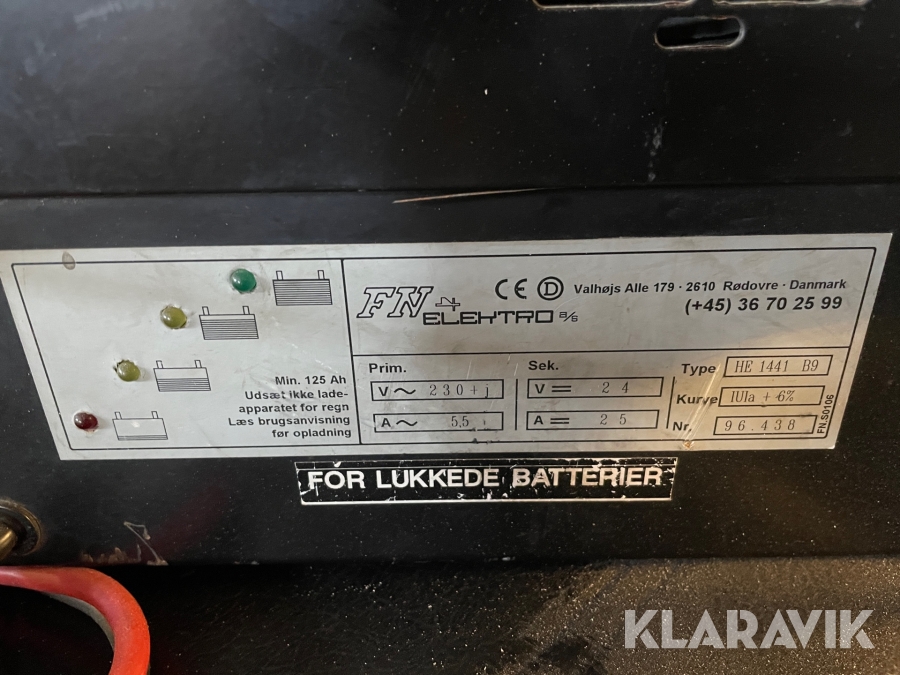 Min. 125 Ah
Udsæt ikke lade-
apparatet for regn
Læs brugsanvisning
før opladning
FN ELEKTRO A/S
CE D Valhøjs Alle 179 · 2610 Rødovre · Danmark
(+45) 36 70 25 99
Prim.
V~ 230+j
A~ 5,5
Sek.
V= 24
A= 25
Type HE 1441 B9
Kurve IUIa + 6%
Nr. 96.438
FN.S0106
FOR LUKKEDE BATTERIER
KLARAVIK